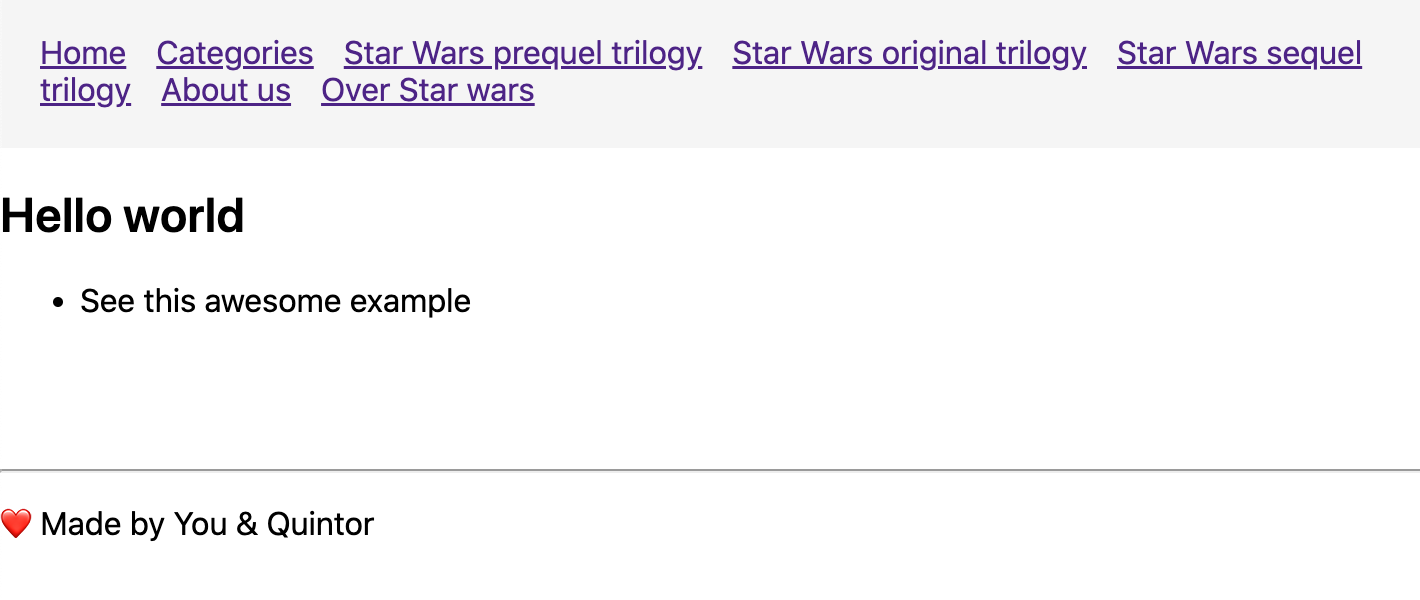 Home Categories Star Wars prequel trilogy Star Wars original trilogy Star Wars sequel
trilogy About us Over Star wars
Hello world
• See this awesome example
❤️ Made by You & Quintor